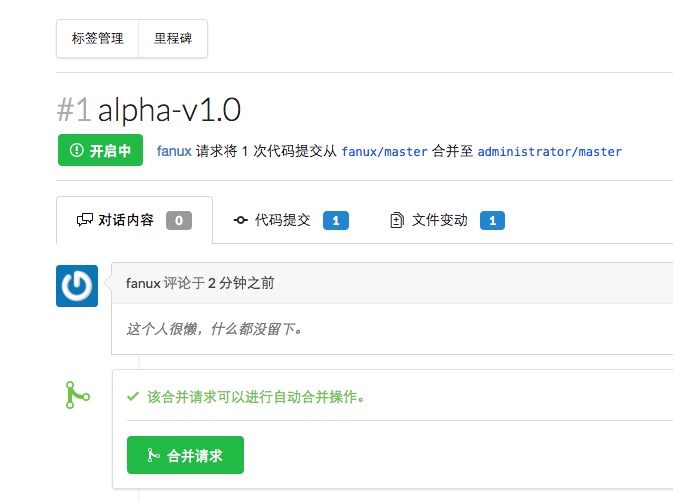 标签管理 里程碑
#1 alpha-v1.0
开启中 fanux 请求将 1 次代码提交从 fanux/master 合并至 administrator/master
对话内容 0 代码提交 1 文件变动 1
fanux 评论于 2 分钟之前
这个人很懒，什么都没留下。
该合并请求可以进行自动合并操作。
合并请求